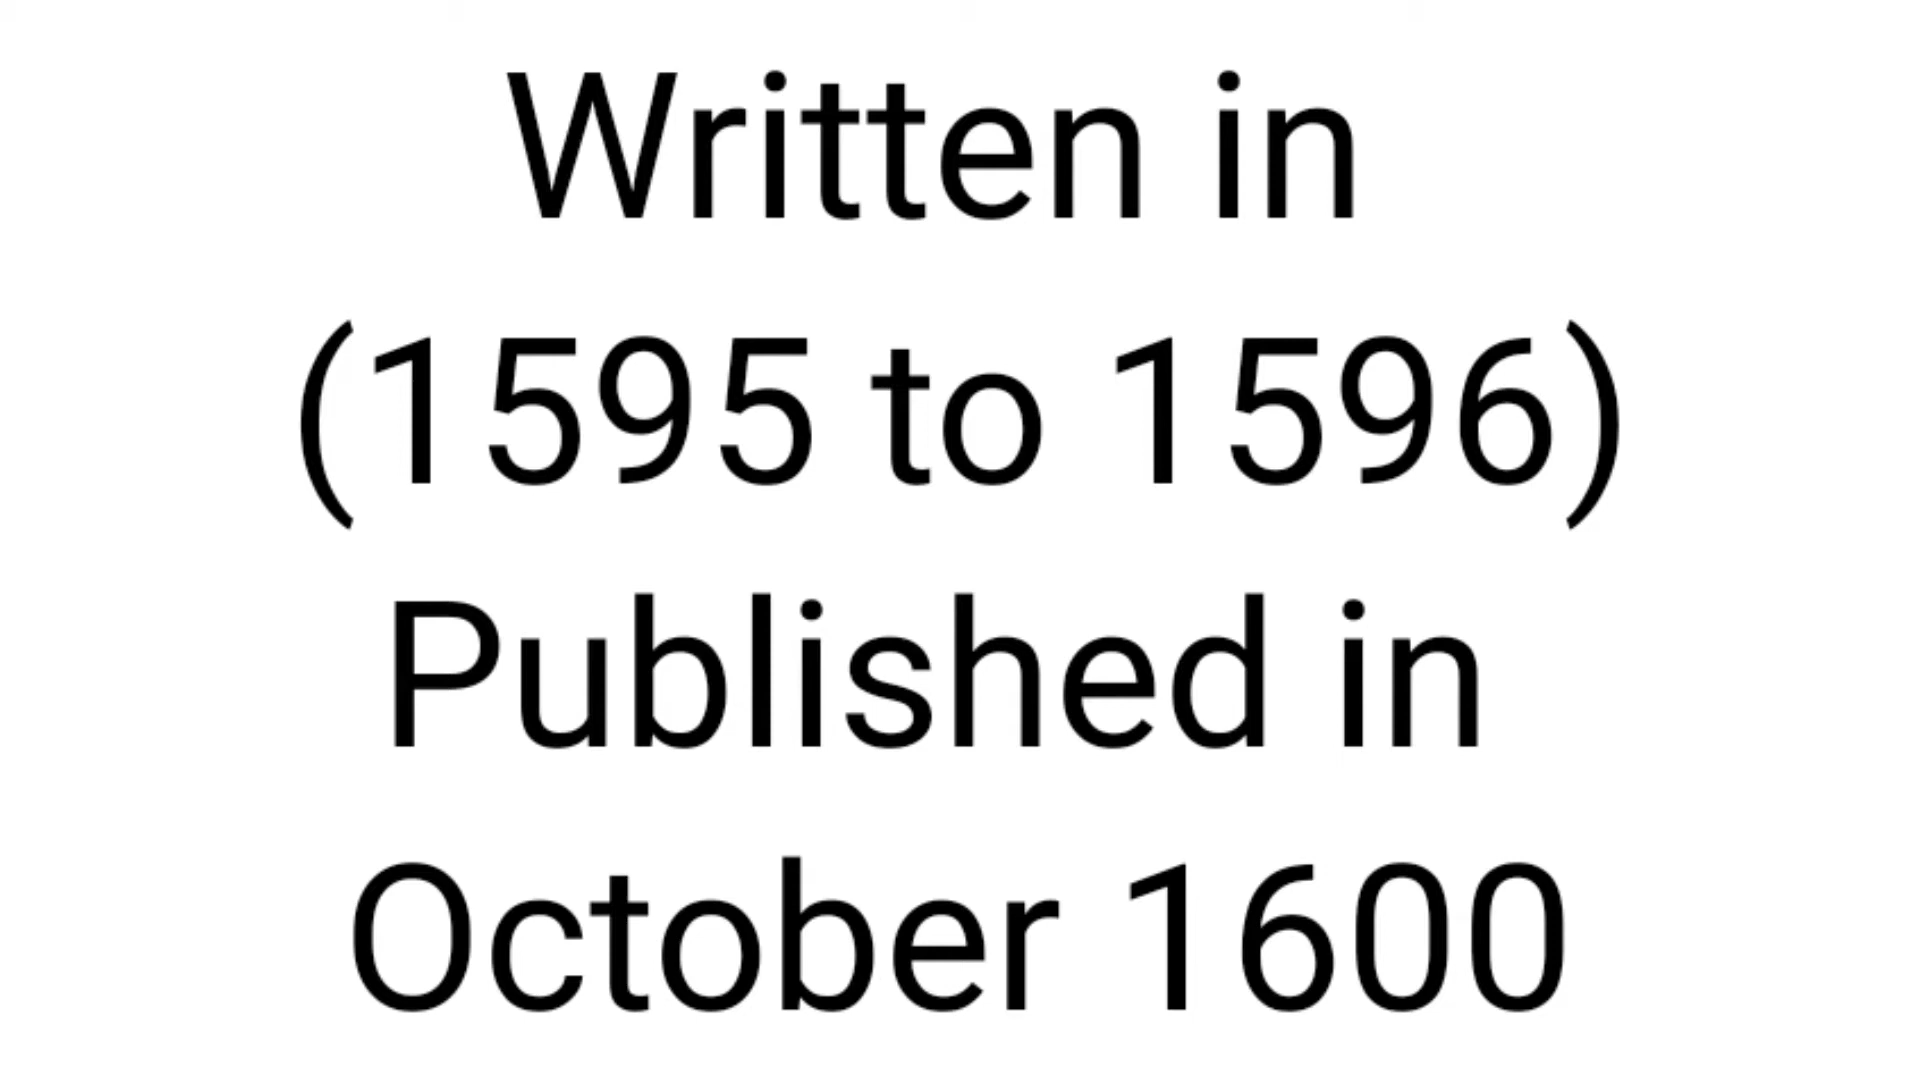 Written in
(1595 to 1596)
Published in
October 1600